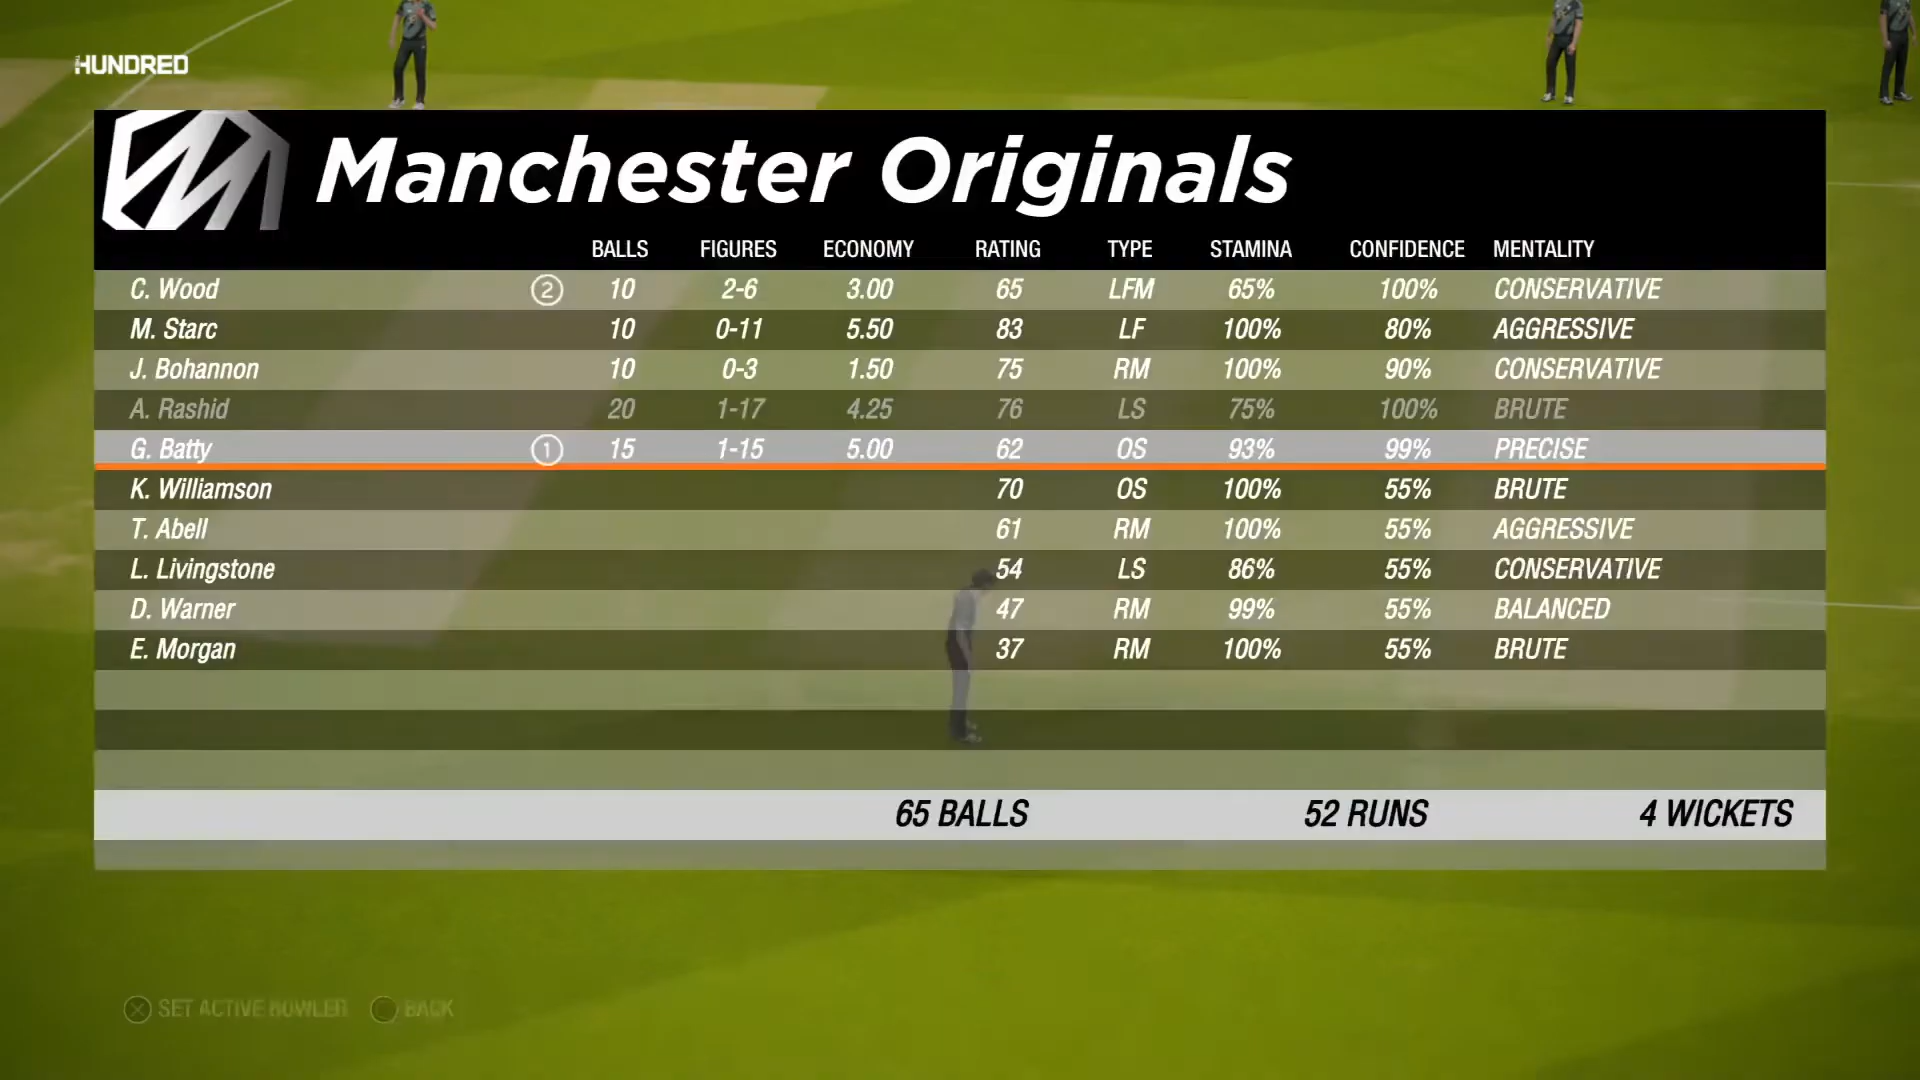 THE HUNDRED
Manchester Originals
BALLS FIGURES ECONOMY RATING TYPE STAMINA CONFIDENCE MENTALITY
C. Wood 2 10 2-6 3.00 65 LFM 65% 100% CONSERVATIVE
M. Starc 10 0-11 5.50 83 LF 100% 80% AGGRESSIVE
J. Bohannon 10 0-3 1.50 75 RM 100% 90% CONSERVATIVE
A. Rashid 20 1-17 4.25 76 LS 75% 100% BRUTE
G. Batty 1 15 1-15 5.00 62 OS 93% 99% PRECISE
K. Williamson 70 OS 100% 55% BRUTE
T. Abell 61 RM 100% 55% AGGRESSIVE
L. Livingstone 54 LS 86% 55% CONSERVATIVE
D. Warner 47 RM 99% 55% BALANCED
E. Morgan 37 RM 100% 55% BRUTE
65 BALLS 52 RUNS 4 WICKETS
SET ACTIVE BOWLER BACK